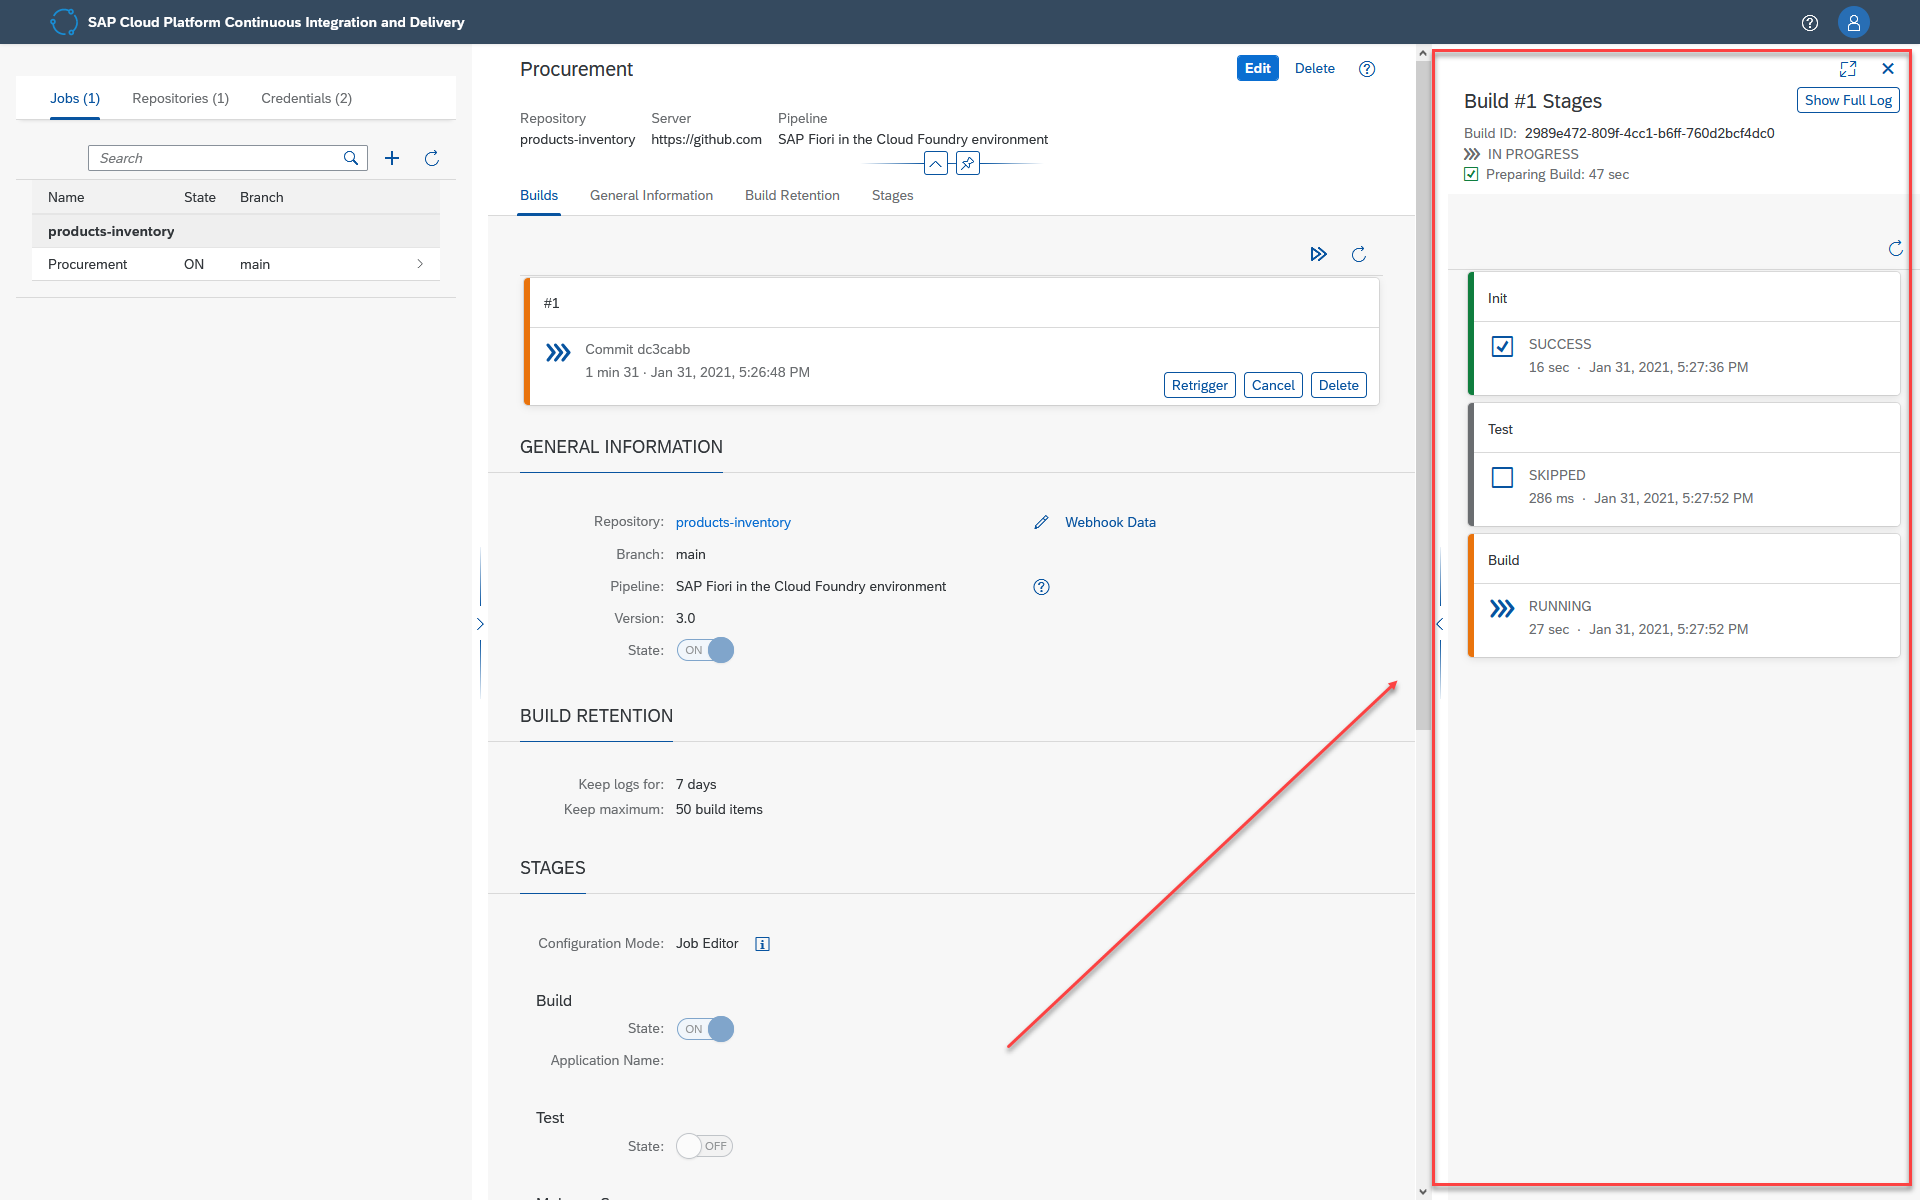 SAP Cloud Platform Continuous Integration and Delivery
Jobs (1) Repositories (1) Credentials (2)
Search
Name State Branch
products-inventory
Procurement ON main
Procurement
Edit Delete
Repository Server Pipeline
products-inventory https://github.com SAP Fiori in the Cloud Foundry environment
Builds General Information Build Retention Stages
#1
Commit dc3cabb
1 min 31 · Jan 31, 2021, 5:26:48 PM
Retrigger Cancel Delete
GENERAL INFORMATION
Repository: products-inventory Webhook Data
Branch: main
Pipeline: SAP Fiori in the Cloud Foundry environment
Version: 3.0
State: ON
BUILD RETENTION
Keep logs for: 7 days
Keep maximum: 50 build items
STAGES
Configuration Mode: Job Editor
Build
State: ON
Application Name:
Test
State: OFF
Build #1 Stages
Show Full Log
Build ID: 2989e472-809f-4cc1-b6ff-760d2bcf4dc0
IN PROGRESS
Preparing Build: 47 sec
Init
SUCCESS
16 sec · Jan 31, 2021, 5:27:36 PM
Test
SKIPPED
286 ms · Jan 31, 2021, 5:27:52 PM
Build
RUNNING
27 sec · Jan 31, 2021, 5:27:52 PM